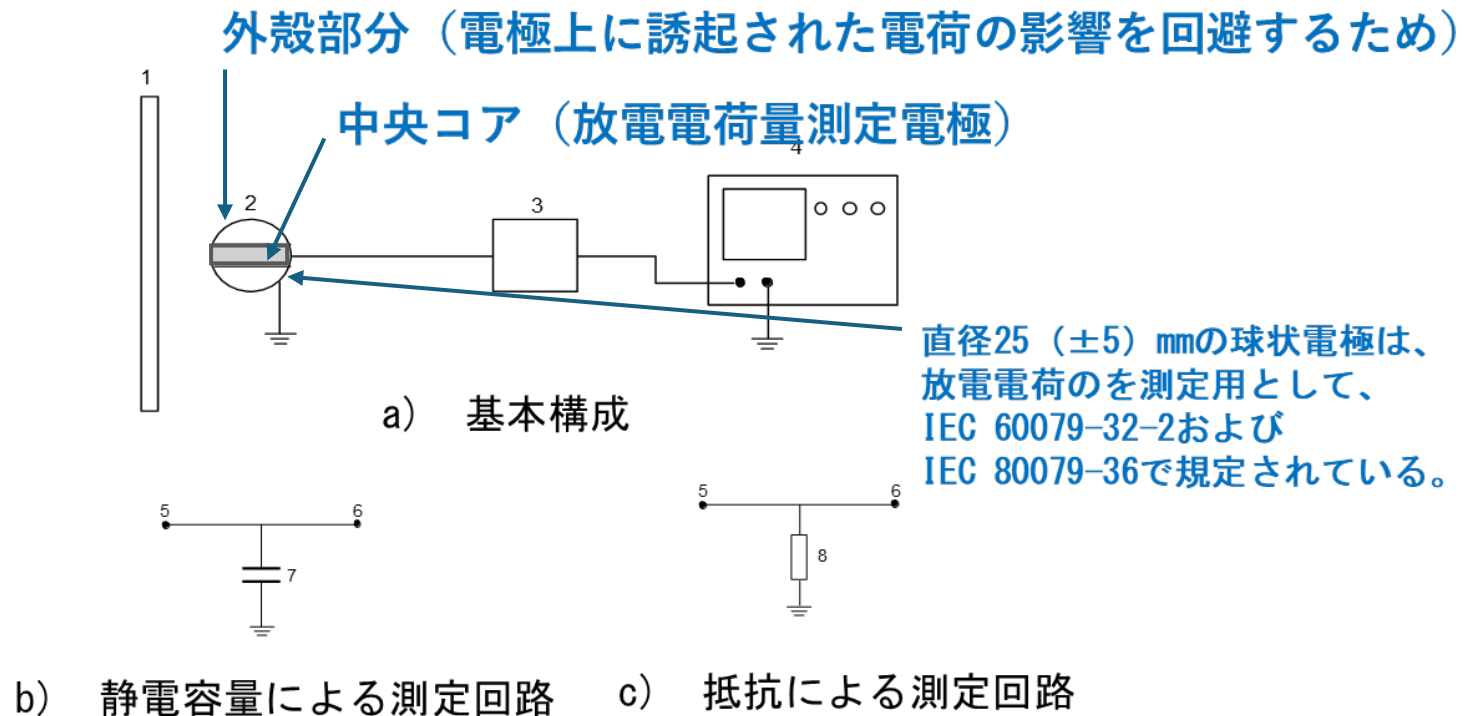 外殻部分（電極上に誘起された電荷の影響を回避するため）
1
中央コア（放電電荷量測定電極）
4
2
3
直径25（±5）mmの球状電極は、
放電電荷のを測定用として、
IEC 60079-32-2および
IEC 80079-36で規定されている。
a)　基本構成
5
6
7
5
6
8
b)　静電容量による測定回路
c)　抵抗による測定回路